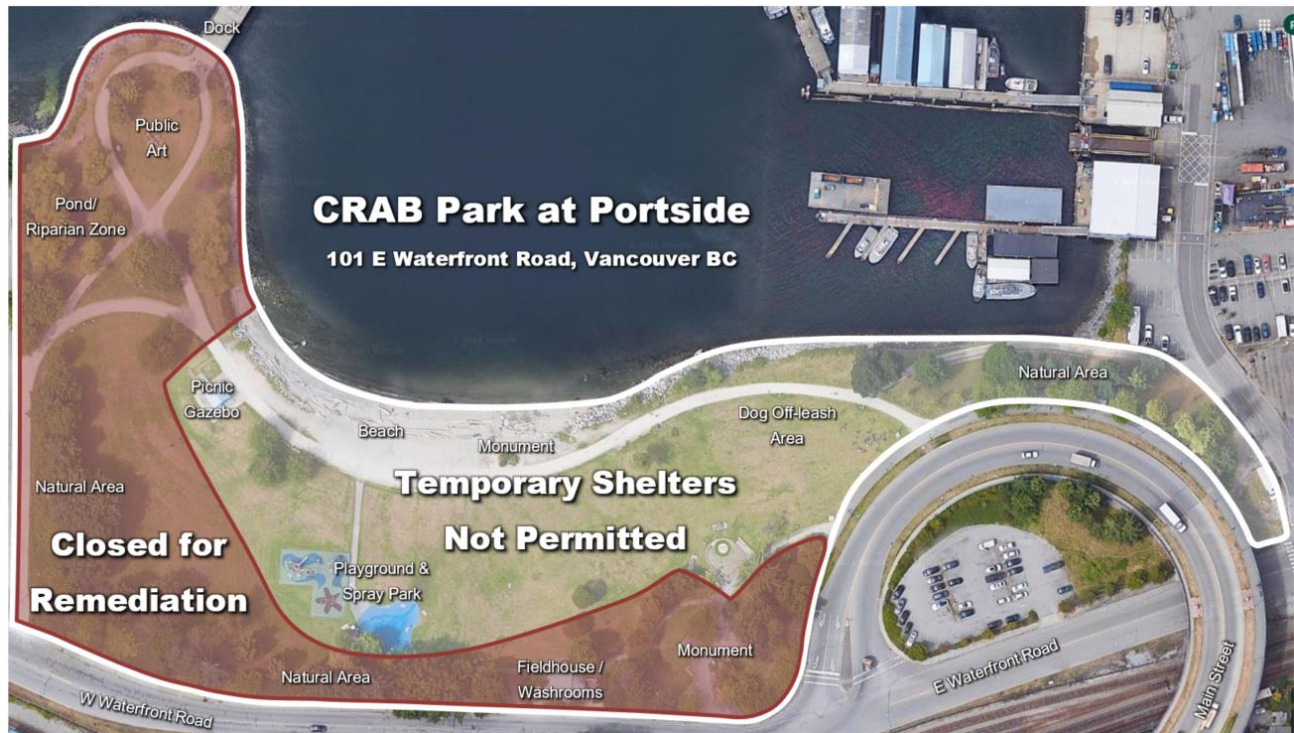 Dock
Public
Art
Pond/
Riparian Zone
CRAB Park at Portside
101 E Waterfront Road, Vancouver BC
Natural Area
Picnic
Gazebo
Beach
Monument
Dog Off-leash
Area
Temporary Shelters
Not Permitted
Natural Area
Closed for
Remediation
Playground &
Spray Park
Natural Area
Fieldhouse /
Washrooms
Monument
W Waterfront Road
E Waterfront Road
Main Street